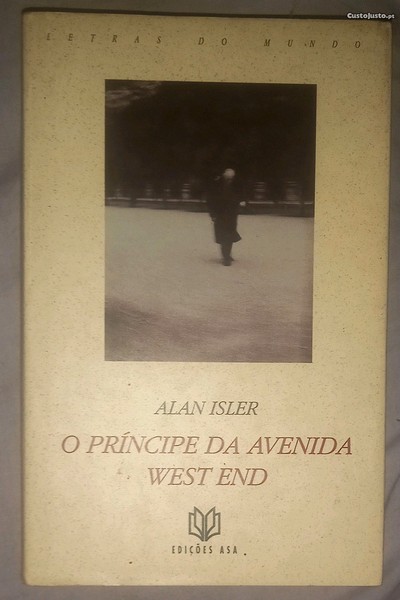 CustoJusto.pt
LETRAS DO MUNDO
ALAN ISLER
O PRÍNCIPE DA AVENIDA
WEST END
EDIÇÕES ASA